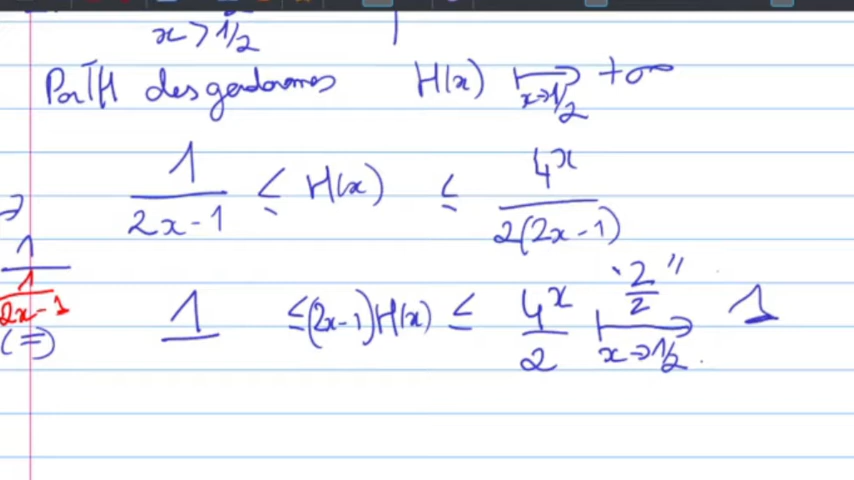 x > 1/2
Par TH des gendarmes H(x) ⟼ +∞
x→1/2
1/(2x-1) ≤ H(x) ≤ 4^x/(2(2x-1))
1/(1/(2x-1))
(=)
1 ≤ (2x-1)H(x) ≤ 4^x/2 ⟼ 1
"2/2"
x→1/2